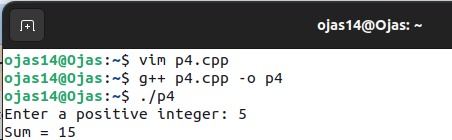 ojas14@Ojas: ~
ojas14@Ojas:~$ vim p4.cpp
ojas14@Ojas:~$ g++ p4.cpp -o p4
ojas14@Ojas:~$ ./p4
Enter a positive integer: 5
Sum = 15